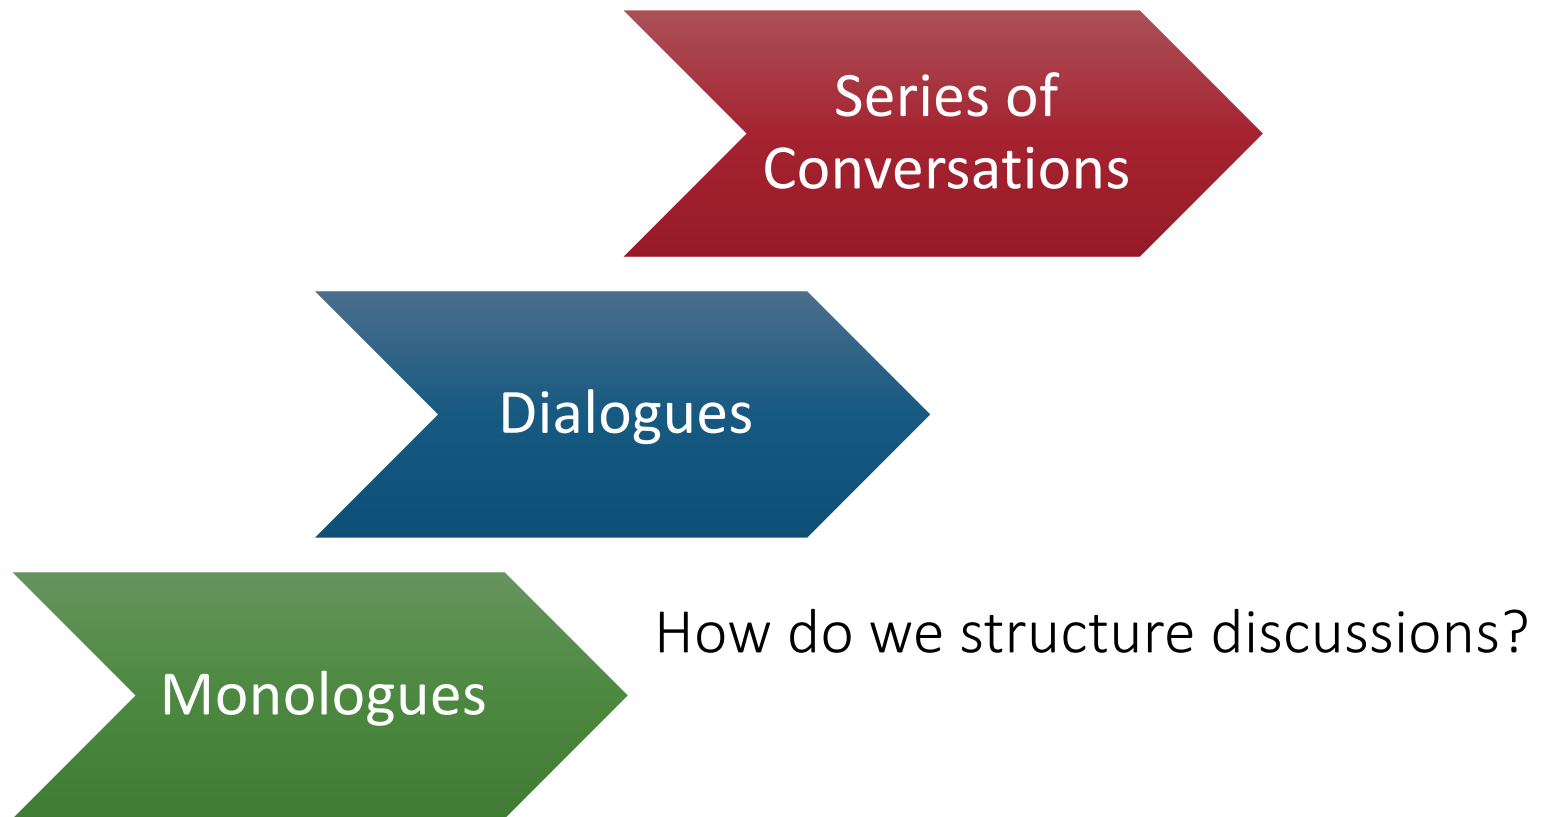 Series of
Conversations
Dialogues
Monologues
How do we structure discussions?